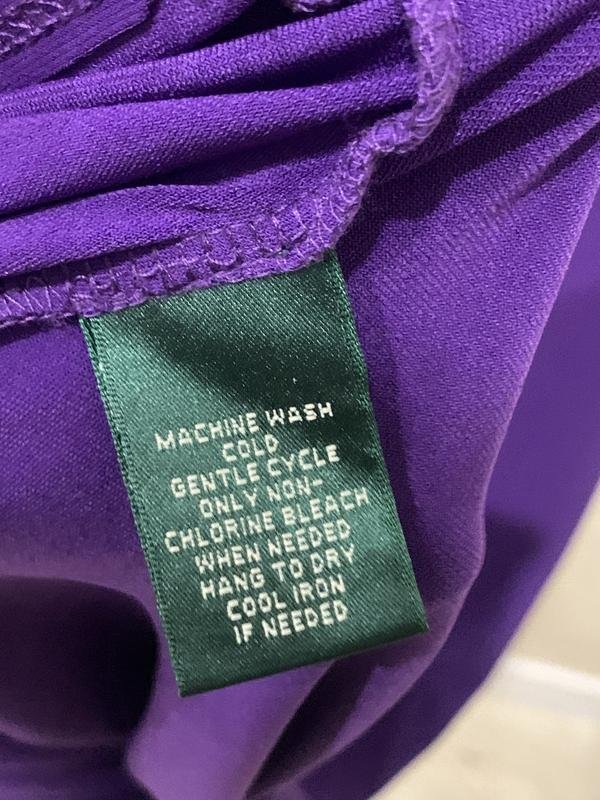 MACHINE WASH
COLD
GENTLE CYCLE
ONLY NON-
CHLORINE BLEACH
WHEN NEEDED
HANG TO DRY
COOL IRON
IF NEEDED